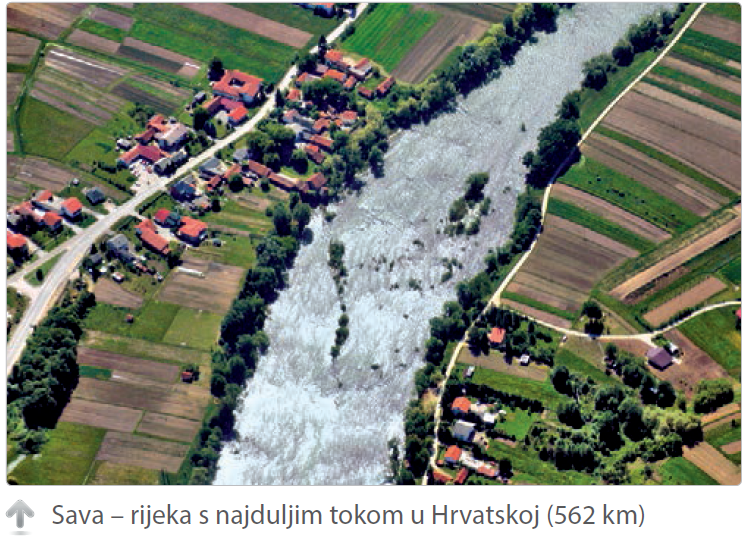 Sava – rijeka s najduljim tokom u Hrvatskoj (562 km)